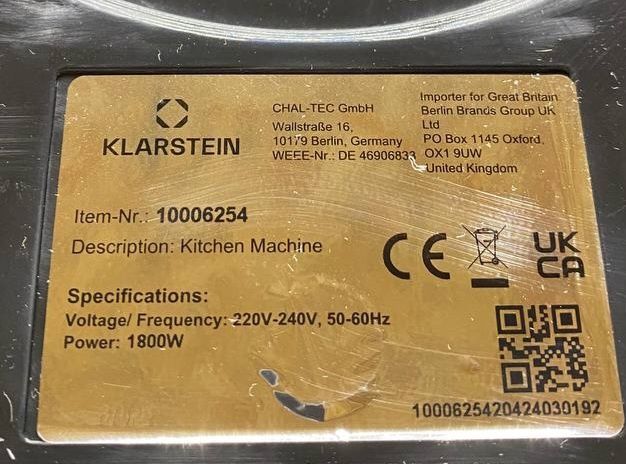 KLARSTEIN
CHAL-TEC GmbH
Wallstraße 16,
10179 Berlin, Germany
WEEE-Nr.: DE 46906833
Importer for Great Britain
Berlin Brands Group UK
Ltd
PO Box 1145 Oxford
OX1 9UW
United Kingdom
Item-Nr.: 10006254
Description: Kitchen Machine
CE
UK
CA
Specifications:
Voltage/ Frequency: 220V-240V, 50-60Hz
Power: 1800W
1000625420424030192